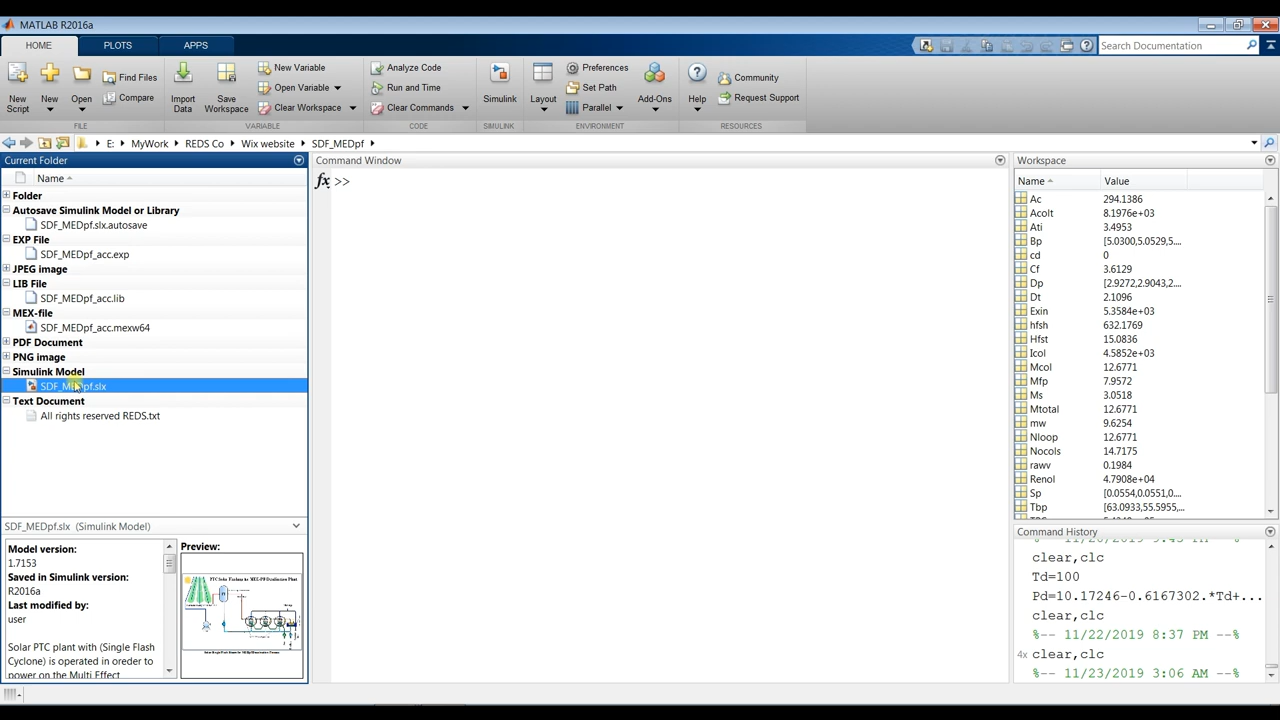 MATLAB R2016a
HOME
PLOTS
APPS
Search Documentation
New Script
New
Open
Find Files
Compare
FILE
Import Data
Save Workspace
New Variable
Open Variable
Clear Workspace
VARIABLE
Analyze Code
Run and Time
Clear Commands
CODE
Simulink
SIMULINK
Layout
Preferences
Set Path
Parallel
ENVIRONMENT
Add-Ons
Help
Community
Request Support
RESOURCES
E: MyWork REDS Co Wix website SDF_MEDpf
Current Folder
Name
Folder
Autosave Simulink Model or Library
SDF_MEDpf.slx.autosave
EXP File
SDF_MEDpf_acc.exp
JPEG image
LIB File
SDF_MEDpf_acc.lib
MEX-file
SDF_MEDpf_acc.mexw64
PDF Document
PNG image
Simulink Model
SDF_MEDpf.slx
Text Document
All rights reserved REDS.txt
SDF_MEDpf.slx (Simulink Model)
Model version:
1.7153
Saved in Simulink version:
R2016a
Last modified by:
user
Solar PTC plant with (Single Flash
Cyclone) is operated in oreder to
power on the Multi Effect
Preview:
Command Window
fx >>
Workspace
Name Value
Ac 294.1386
Acolt 8.1976e+03
Ati 3.4953
Bp [5.0300,5.0529,5....
cd 0
Cf 3.6129
Dp [2.9272,2.9043,2....
Dt 2.1096
Exin 5.3584e+03
hfsh 632.1769
Hfst 15.0836
Icol 4.5852e+03
Mcol 12.6771
Mfp 7.9572
Ms 3.0518
Mtotal 12.6771
mw 9.6254
Nloop 12.6771
Nocols 14.7175
rawv 0.1984
Renol 4.7908e+04
Sp [0.0554,0.0551,0....
Tbp [63.0933,55.5955,...
Command History
clear,clc
Td=100
Pd=10.17246-0.6167302.*Td+...
clear,clc
%-- 11/22/2019 8:37 PM --%
4x clear,clc
%-- 11/23/2019 3:06 AM --%